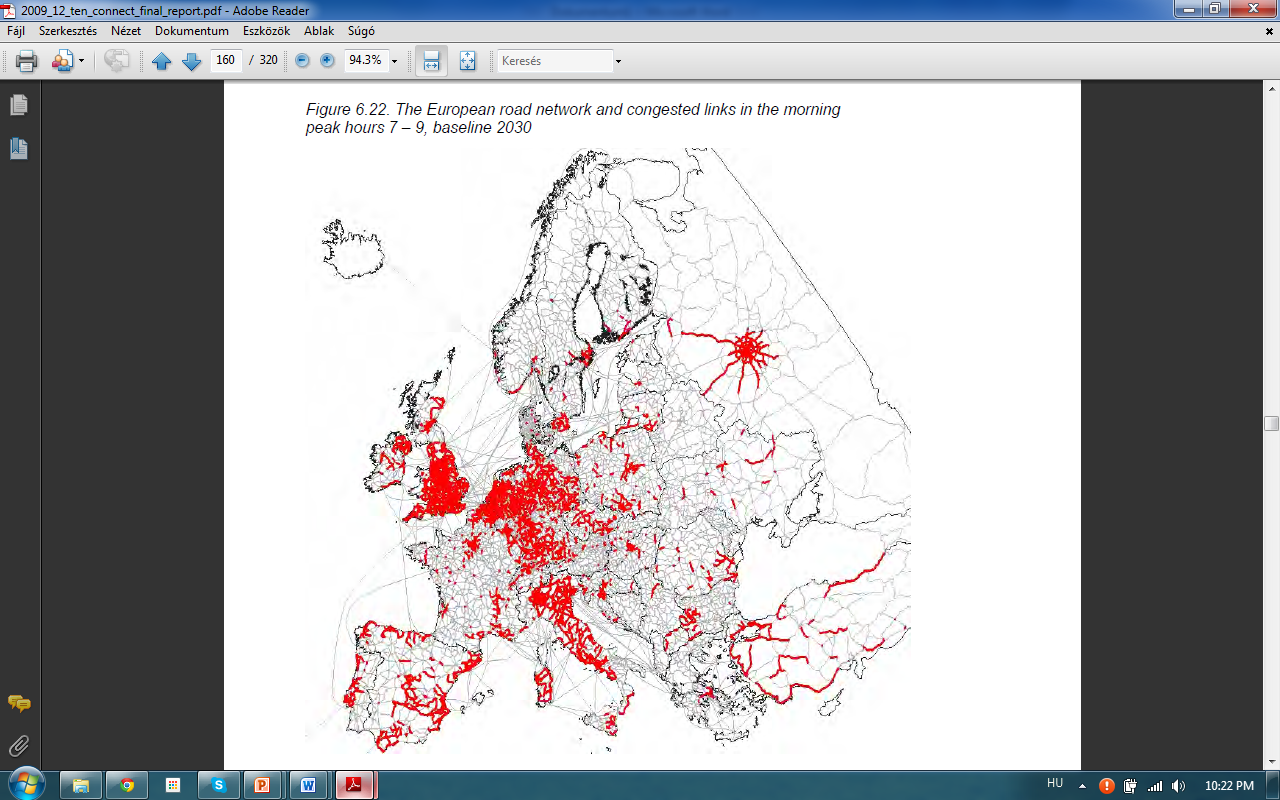 2009_12_ten_connect_final_report.pdf - Adobe Reader
Fájl Szerkesztés Nézet Dokumentum Eszközök Ablak Súgó
160 / 320 94.3% Keresés
Figure 6.22. The European road network and congested links in the morning
peak hours 7 – 9, baseline 2030
HU 10:22 PM